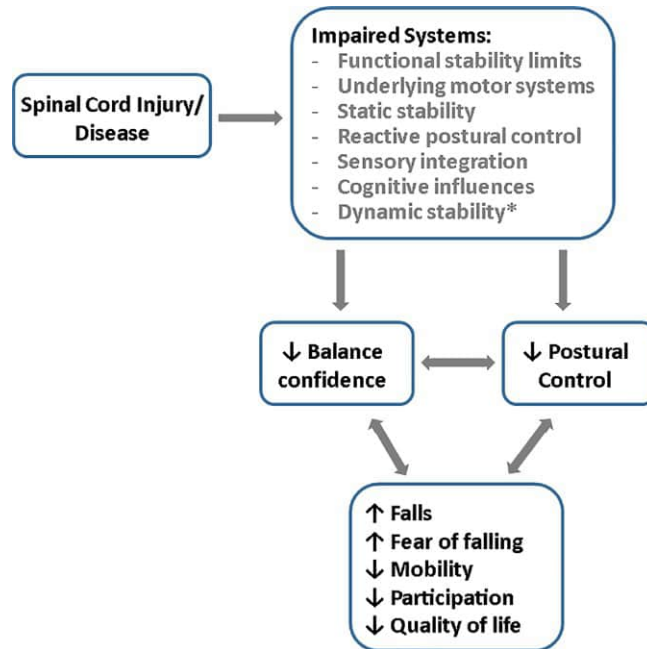 Spinal Cord Injury/
Disease
Impaired Systems:
- Functional stability limits
- Underlying motor systems
- Static stability
- Reactive postural control
- Sensory integration
- Cognitive influences
- Dynamic stability*
↓ Balance
confidence
↓ Postural
Control
↑ Falls
↑ Fear of falling
↓ Mobility
↓ Participation
↓ Quality of life